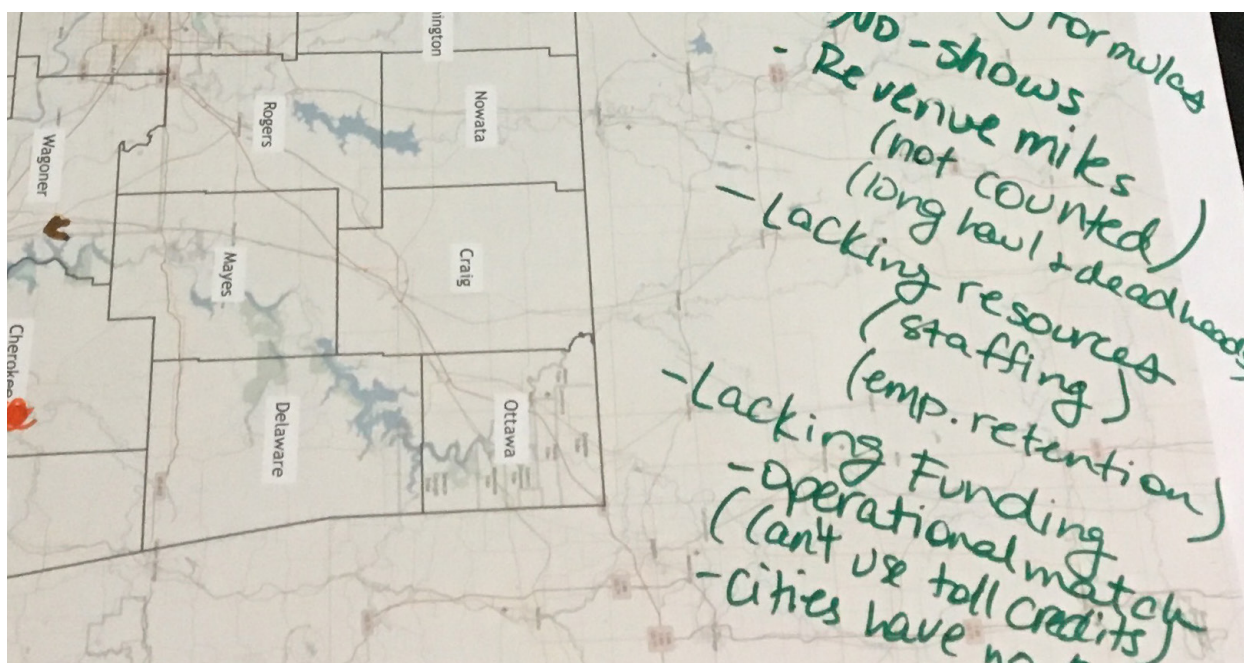 formulas
NO-shows
- Revenue miles
(not counted)
(long haul + deadheads
- Lacking resources
(staffing)
(emp. retention)
- Lacking Funding
- Operational match
(Can't use toll credits)
- Cities have
ington
Nowata
Rogers
Wagoner
Craig
Mayes
Cherokee
Ottawa
Delaware